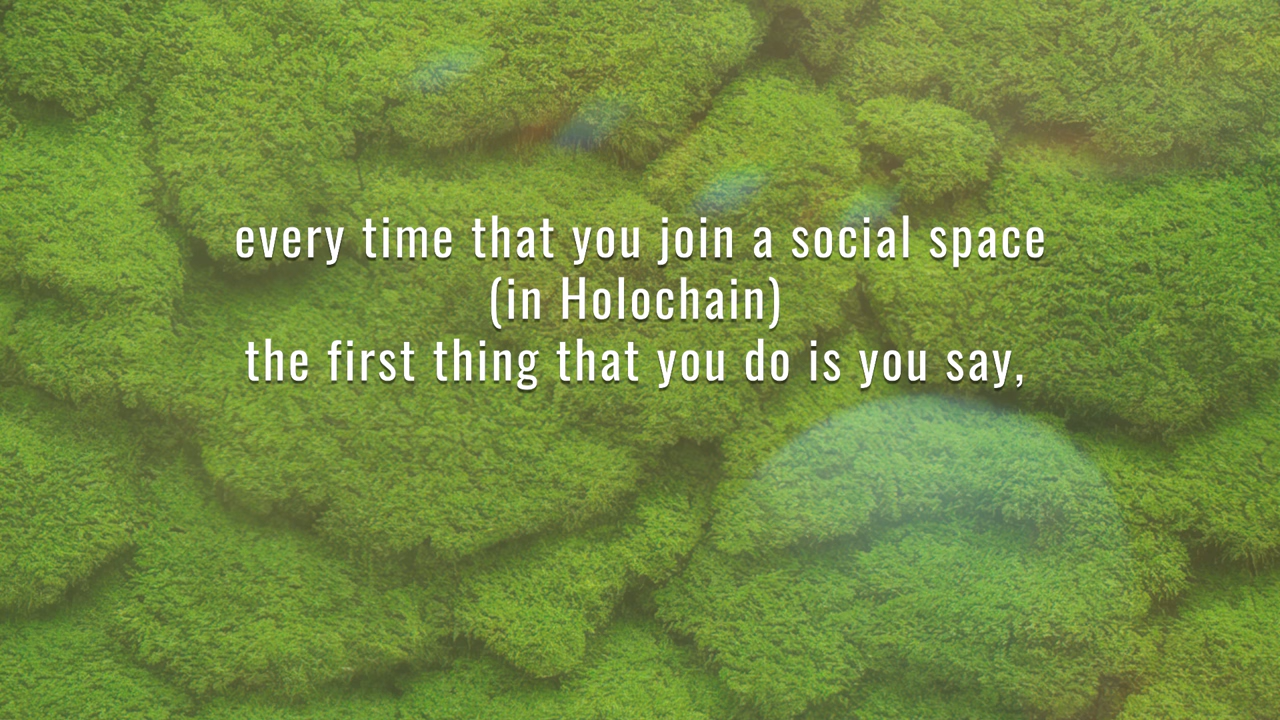 every time that you join a social space
(in Holochain)
the first thing that you do is you say,